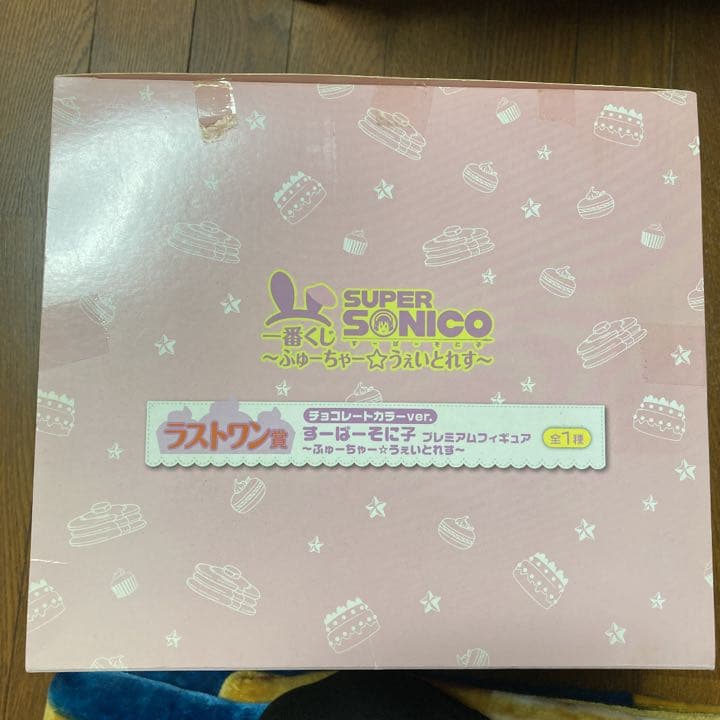 SUPER
SONICO
すーぱーそに子
一番くじ
〜ふゅーちゃー☆うぇいとれす〜
チョコレートカラーver.
ラストワン賞
すーぱーそに子 プレミアムフィギュア
全1種
〜ふゅーちゃー☆うぇいとれす〜